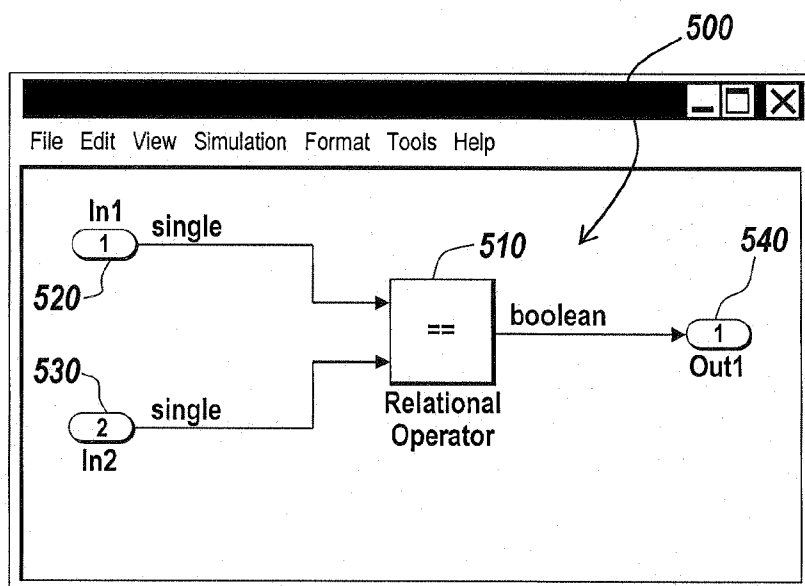 500
File Edit View Simulation Format Tools Help
In1
1
single
520
510
==
boolean
540
1
Out1
530
2
single
In2
Relational
Operator